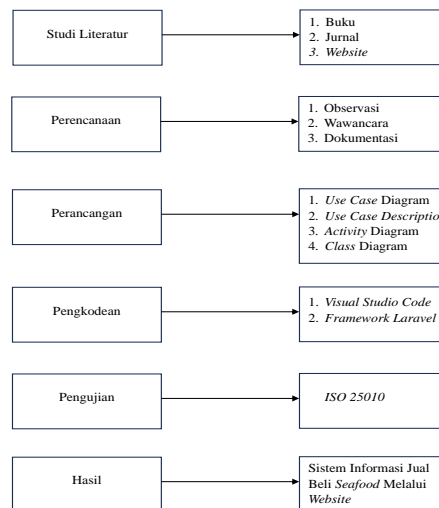 Studi Literatur
1. Buku
2. Jurnal
3. Website
Perencanaan
1. Observasi
2. Wawancara
3. Dokumentasi
Perancangan
1. Use Case Diagram
2. Use Case Descriptio
3. Activity Diagram
4. Class Diagram
Pengkodean
1. Visual Studio Code
2. Framework Laravel
Pengujian
ISO 25010
Hasil
Sistem Informasi Jual
Beli Seafood Melalui
Website